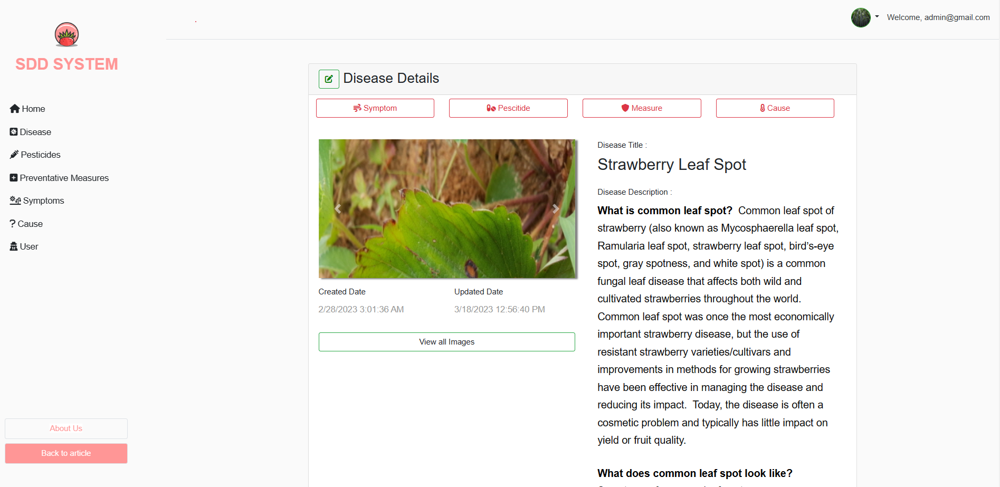 Welcome, admin@gmail.com
SDD SYSTEM
Home
Disease
Pesticides
Preventative Measures
Symptoms
Cause
User
About Us
Back to article
Disease Details
Symptom
Pescitide
Measure
Cause
Created Date
Updated Date
2/28/2023 3:01:36 AM
3/18/2023 12:56:40 PM
View all Images
Disease Title :
Strawberry Leaf Spot
Disease Description :
What is common leaf spot?  Common leaf spot of
strawberry (also known as Mycosphaerella leaf spot,
Ramularia leaf spot, strawberry leaf spot, bird’s-eye
spot, gray spotness, and white spot) is a common
fungal leaf disease that affects both wild and
cultivated strawberries throughout the world.
Common leaf spot was once the most economically
important strawberry disease, but the use of
resistant strawberry varieties/cultivars and
improvements in methods for growing strawberries
have been effective in managing the disease and
reducing its impact.  Today, the disease is often a
cosmetic problem and typically has little impact on
yield or fruit quality.
What does common leaf spot look like?